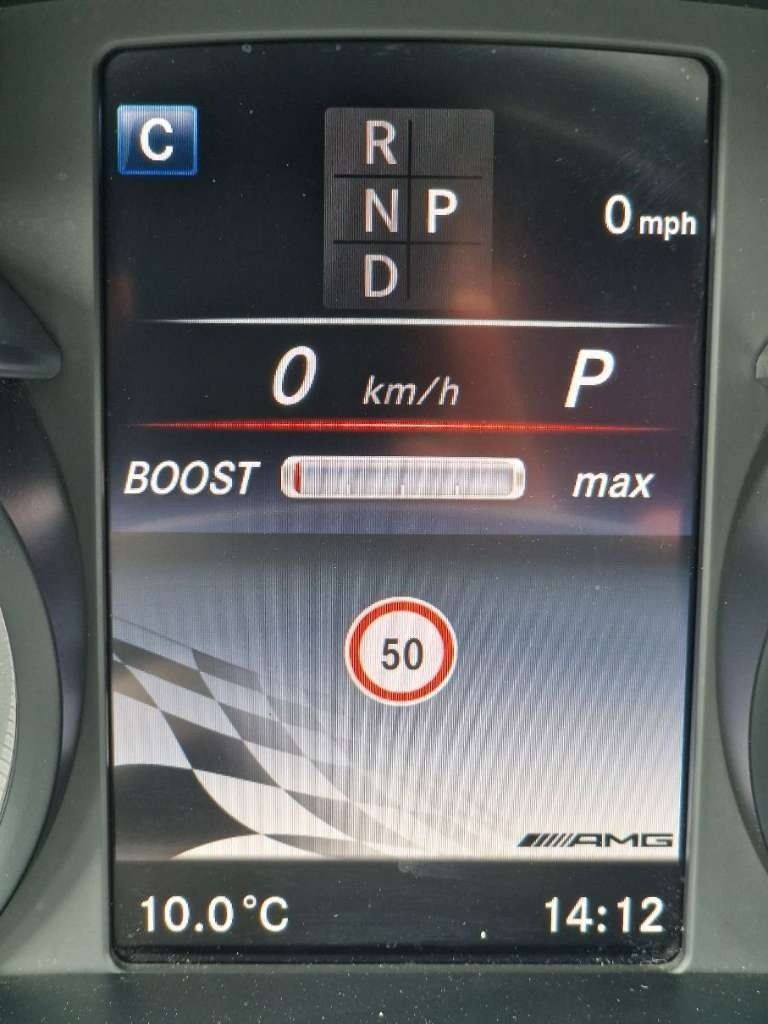 C
R
N P
D
0 mph
0 km/h P
BOOST max
50
AMG
10.0°C 14:12